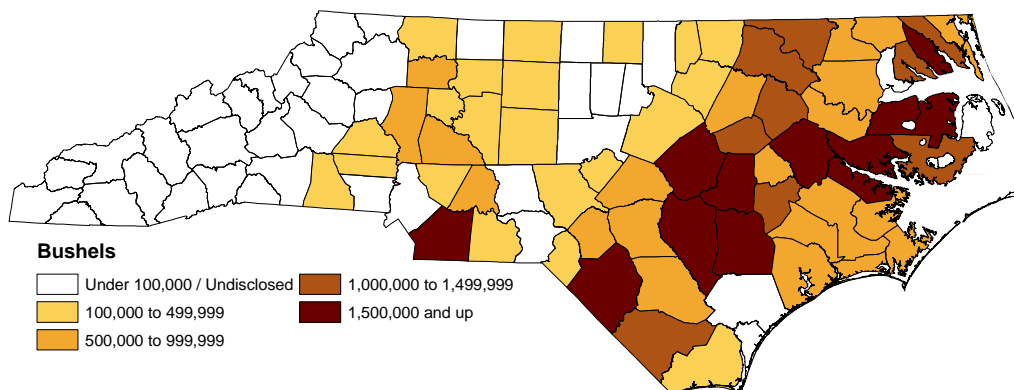 Bushels
Under 100,000 / Undisclosed
100,000 to 499,999
500,000 to 999,999
1,000,000 to 1,499,999
1,500,000 and up